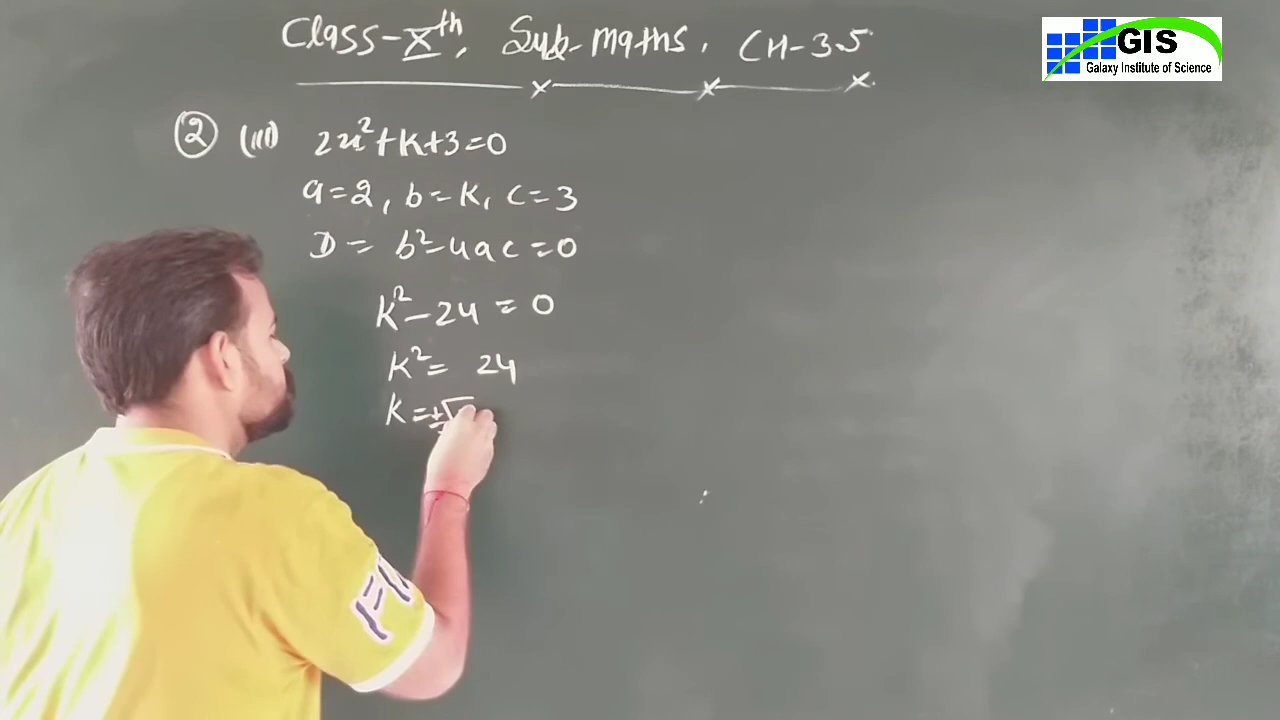 Class-Xth, Sub-Maths, CH-3.5
GIS
Galaxy Institute of Science
② (iii) 2x²+K+3=0
a=2, b=K, c=3
D = b²-4ac=0
K²-24 = 0
K² = 24
K=±√